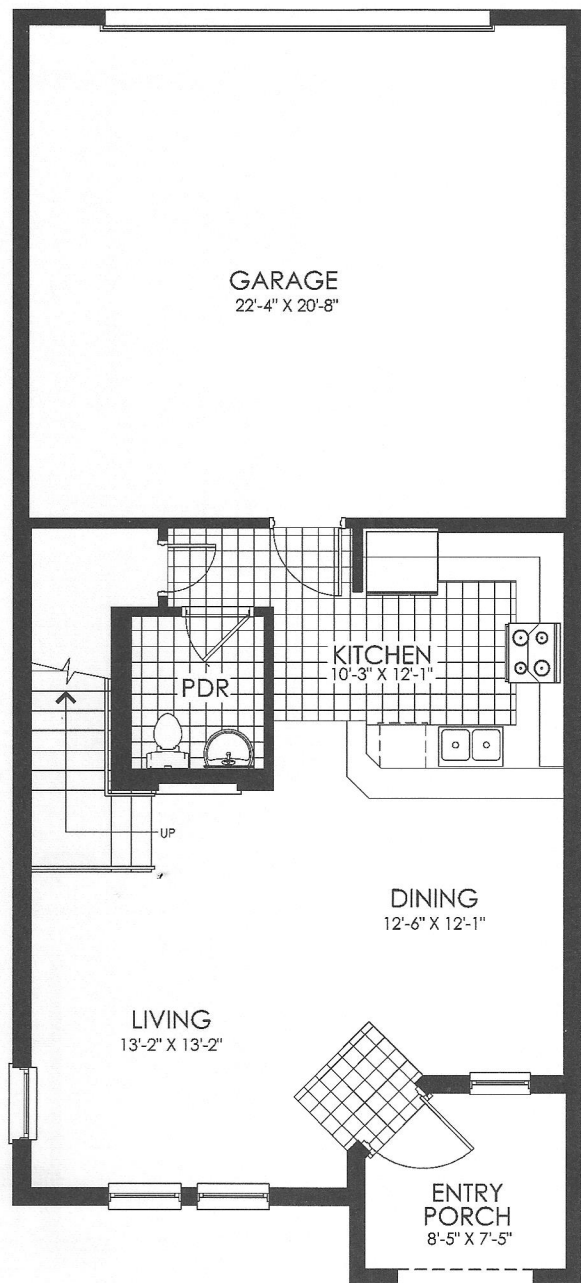 GARAGE
22'-4" X 20'-8"
KITCHEN
10'-3" X 12'-1"
PDR
UP
DINING
12'-6" X 12'-1"
LIVING
13'-2" X 13'-2"
ENTRY
PORCH
8'-5" X 7'-5"